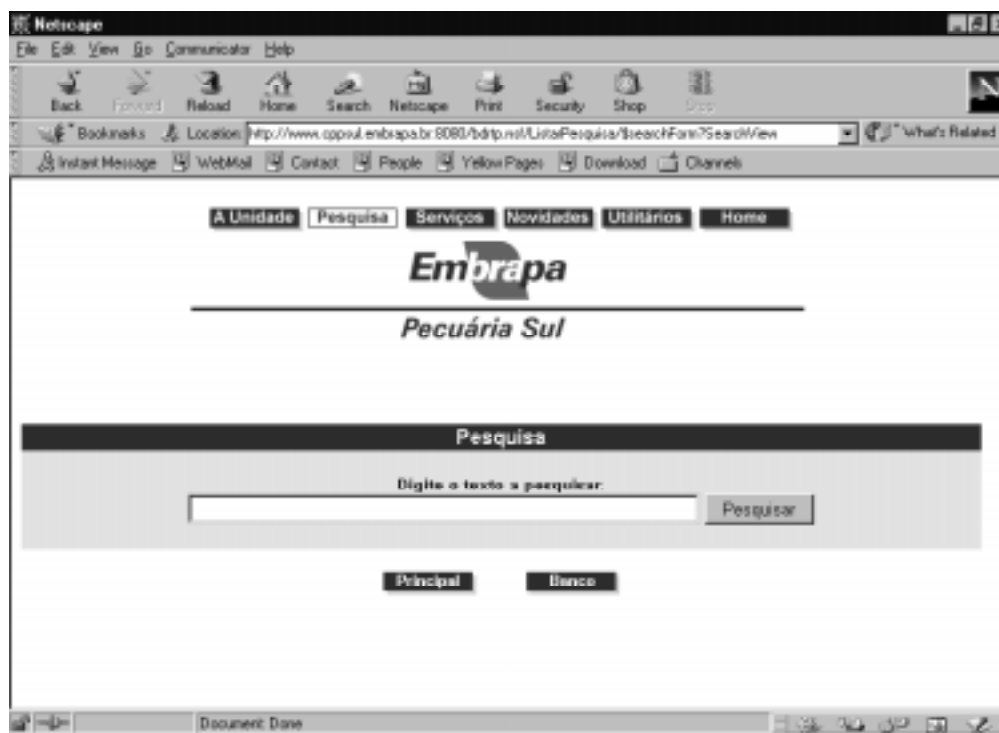 Netscape
File Edit View Go Communicator Help
Back Forward Reload Home Search Netscape Print Security Shop Stop
Bookmarks Location: http://www.cppsul.embrapa.br:8080/bdrtp.nsf/ListaPesquisa/$searchForm?SearchView What's Related
Instant Message WebMail Contact People Yellow Pages Download Channels
A Unidade Pesquisa Serviços Novidades Utilitários Home
Embrapa
Pecuária Sul
Pesquisa
Digite o texto a pesquisar:
Pesquisar
Principal Banco
Document: Done